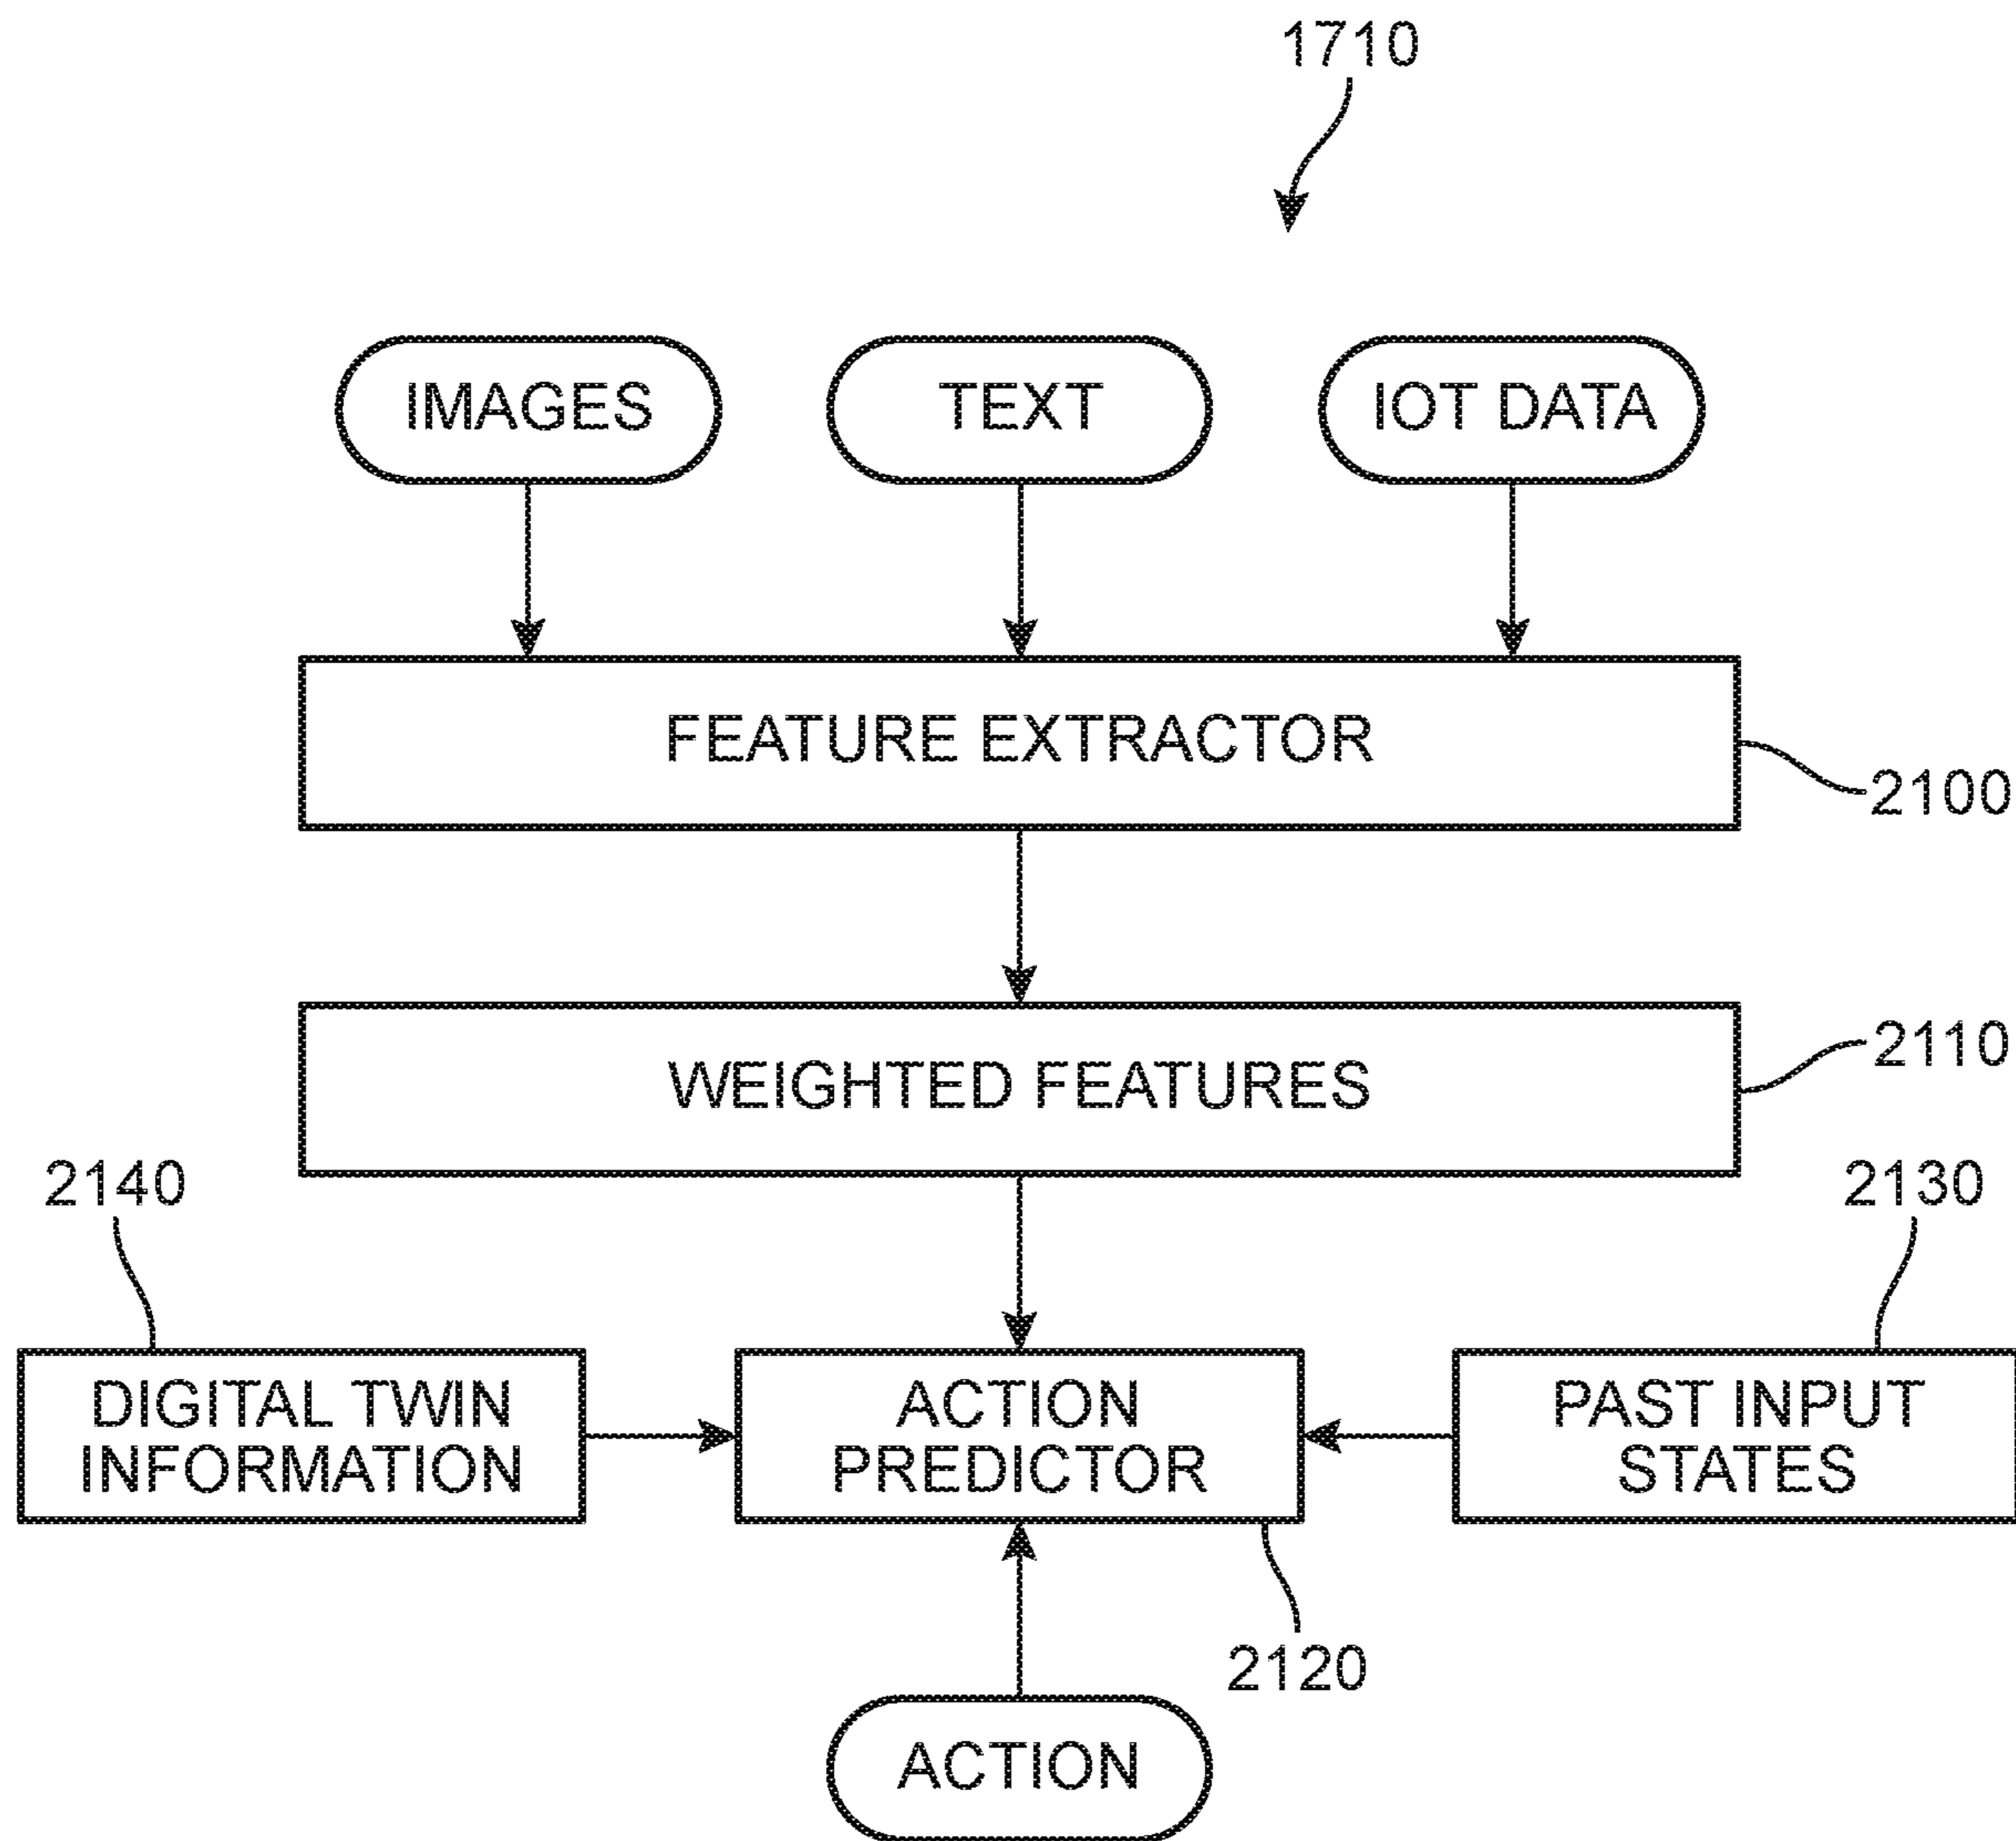 1710
IMAGES
TEXT
IOT DATA
FEATURE EXTRACTOR
2100
WEIGHTED FEATURES
2110
2140
2130
DIGITAL TWIN
INFORMATION
ACTION
PREDICTOR
PAST INPUT
STATES
2120
ACTION